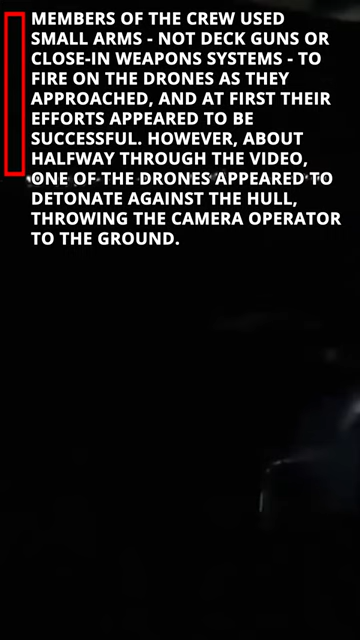 MEMBERS OF THE CREW USED
SMALL ARMS - NOT DECK GUNS OR
CLOSE-IN WEAPONS SYSTEMS - TO
FIRE ON THE DRONES AS THEY
APPROACHED, AND AT FIRST THEIR
EFFORTS APPEARED TO BE
SUCCESSFUL. HOWEVER, ABOUT
HALFWAY THROUGH THE VIDEO,
ONE OF THE DRONES APPEARED TO
DETONATE AGAINST THE HULL,
THROWING THE CAMERA OPERATOR
TO THE GROUND.